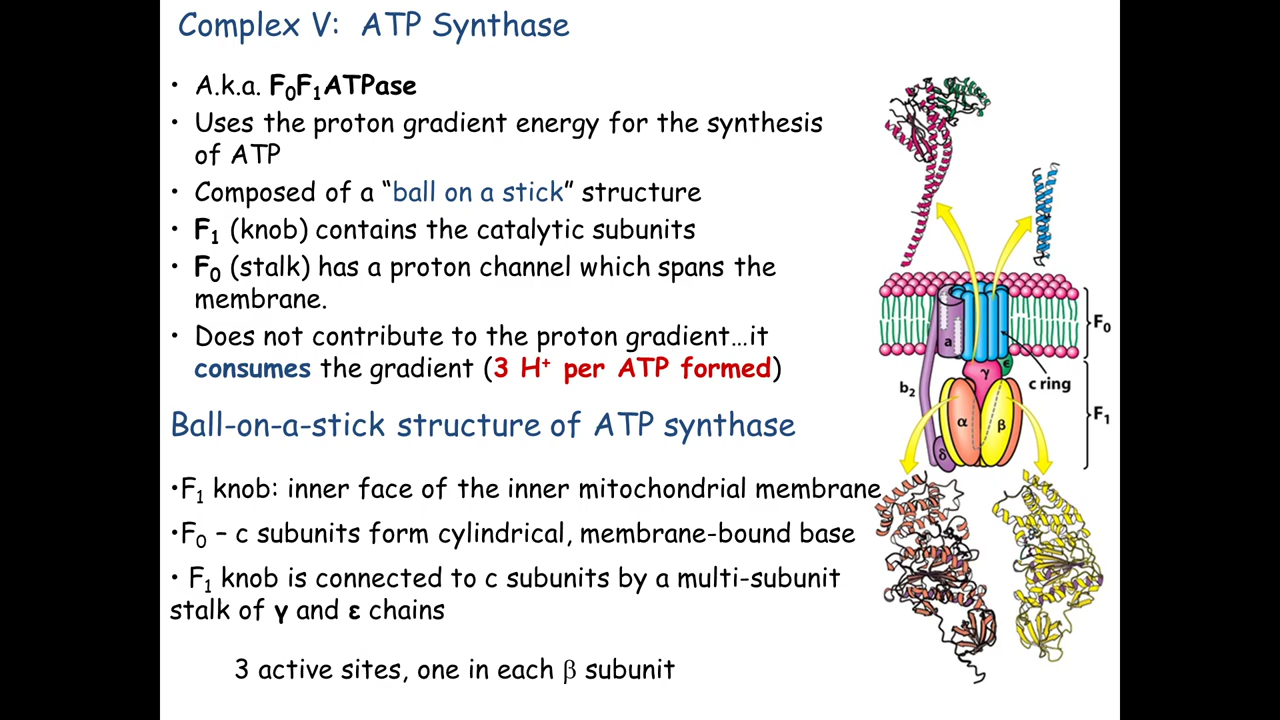 Complex V: ATP Synthase
• A.k.a. F₀F₁ATPase
• Uses the proton gradient energy for the synthesis
of ATP
• Composed of a “ball on a stick” structure
• F₁ (knob) contains the catalytic subunits
• F₀ (stalk) has a proton channel which spans the
membrane.
• Does not contribute to the proton gradient…it
consumes the gradient (3 H⁺ per ATP formed)
Ball-on-a-stick structure of ATP synthase
•F₁ knob: inner face of the inner mitochondrial membrane
•F₀ – c subunits form cylindrical, membrane-bound base
• F₁ knob is connected to c subunits by a multi-subunit
stalk of γ and ε chains
3 active sites, one in each β subunit
F₀
a
ε
γ
c ring
b₂
F₁
α
β
δ